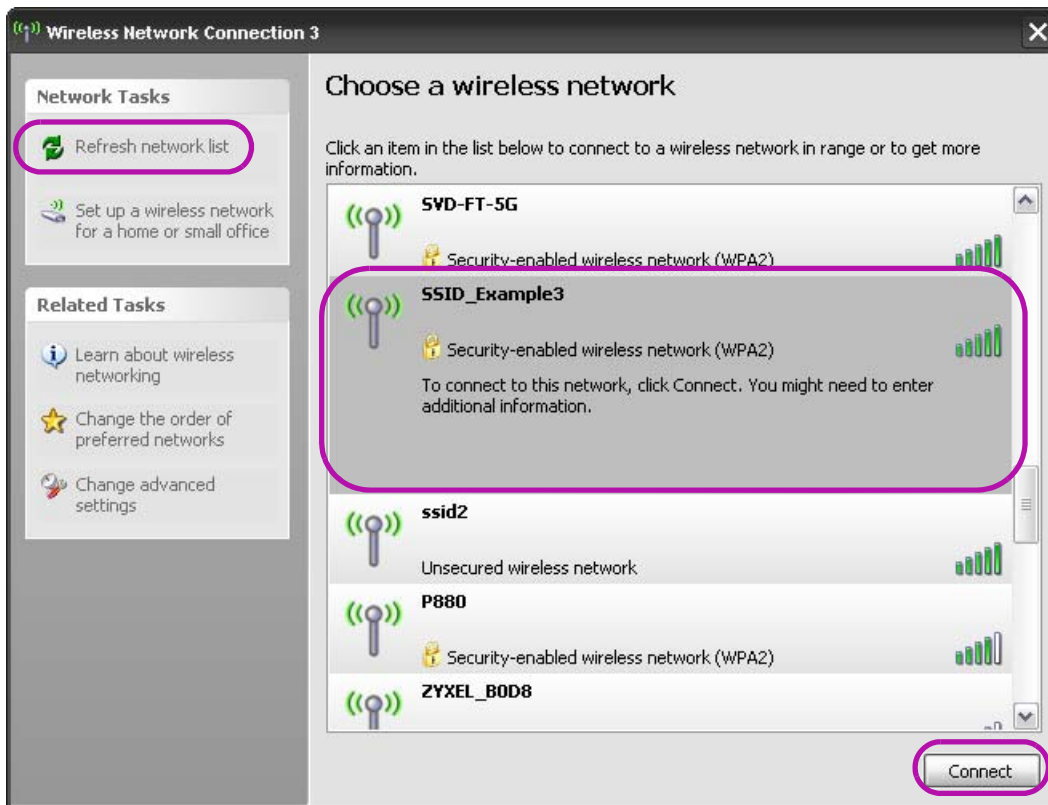 Wireless Network Connection 3
Network Tasks
Refresh network list
Set up a wireless network
for a home or small office
Related Tasks
Learn about wireless
networking
Change the order of
preferred networks
Change advanced
settings
Choose a wireless network
Click an item in the list below to connect to a wireless network in range or to get more
information.
SVD-FT-5G
Security-enabled wireless network (WPA2)
SSID_Example3
Security-enabled wireless network (WPA2)
To connect to this network, click Connect. You might need to enter
additional information.
ssid2
Unsecured wireless network
P880
Security-enabled wireless network (WPA2)
ZYXEL_B0D8
Connect